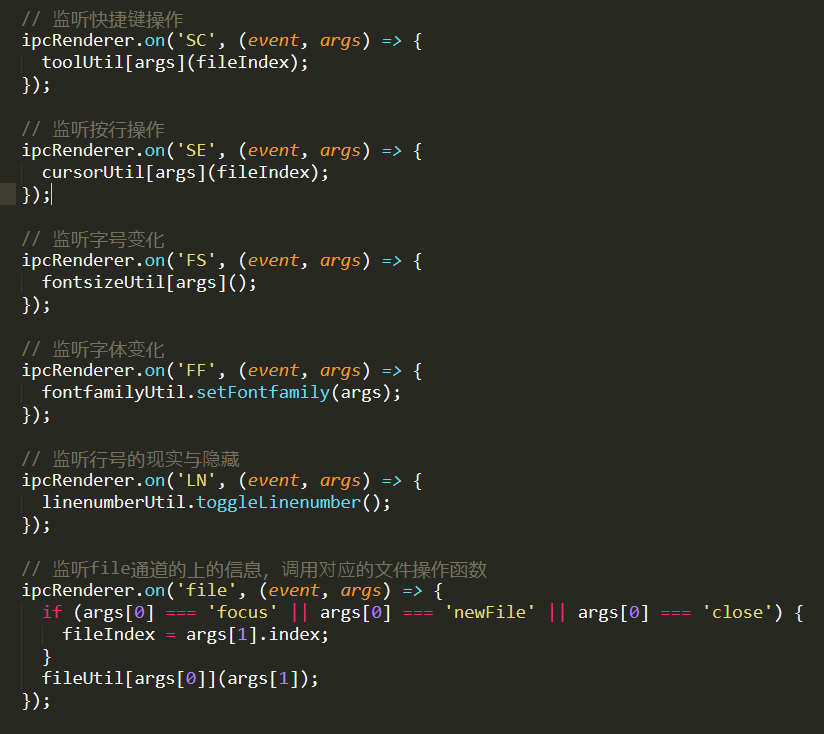 // 监听快捷键操作
ipcRenderer.on('SC', (event, args) => {
  toolUtil[args](fileIndex);
});
// 监听按行操作
ipcRenderer.on('SE', (event, args) => {
  cursorUtil[args](fileIndex);
});
// 监听字号变化
ipcRenderer.on('FS', (event, args) => {
  fontsizeUtil[args]();
});
// 监听字体变化
ipcRenderer.on('FF', (event, args) => {
  fontfamilyUtil.setFontfamily(args);
});
// 监听行号的现实与隐藏
ipcRenderer.on('LN', (event, args) => {
  linenumberUtil.toggleLinenumber();
});
// 监听file通道的上的信息，调用对应的文件操作函数
ipcRenderer.on('file', (event, args) => {
  if (args[0] === 'focus' || args[0] === 'newFile' || args[0] === 'close') {
    fileIndex = args[1].index;
  }
  fileUtil[args[0]](args[1]);
});